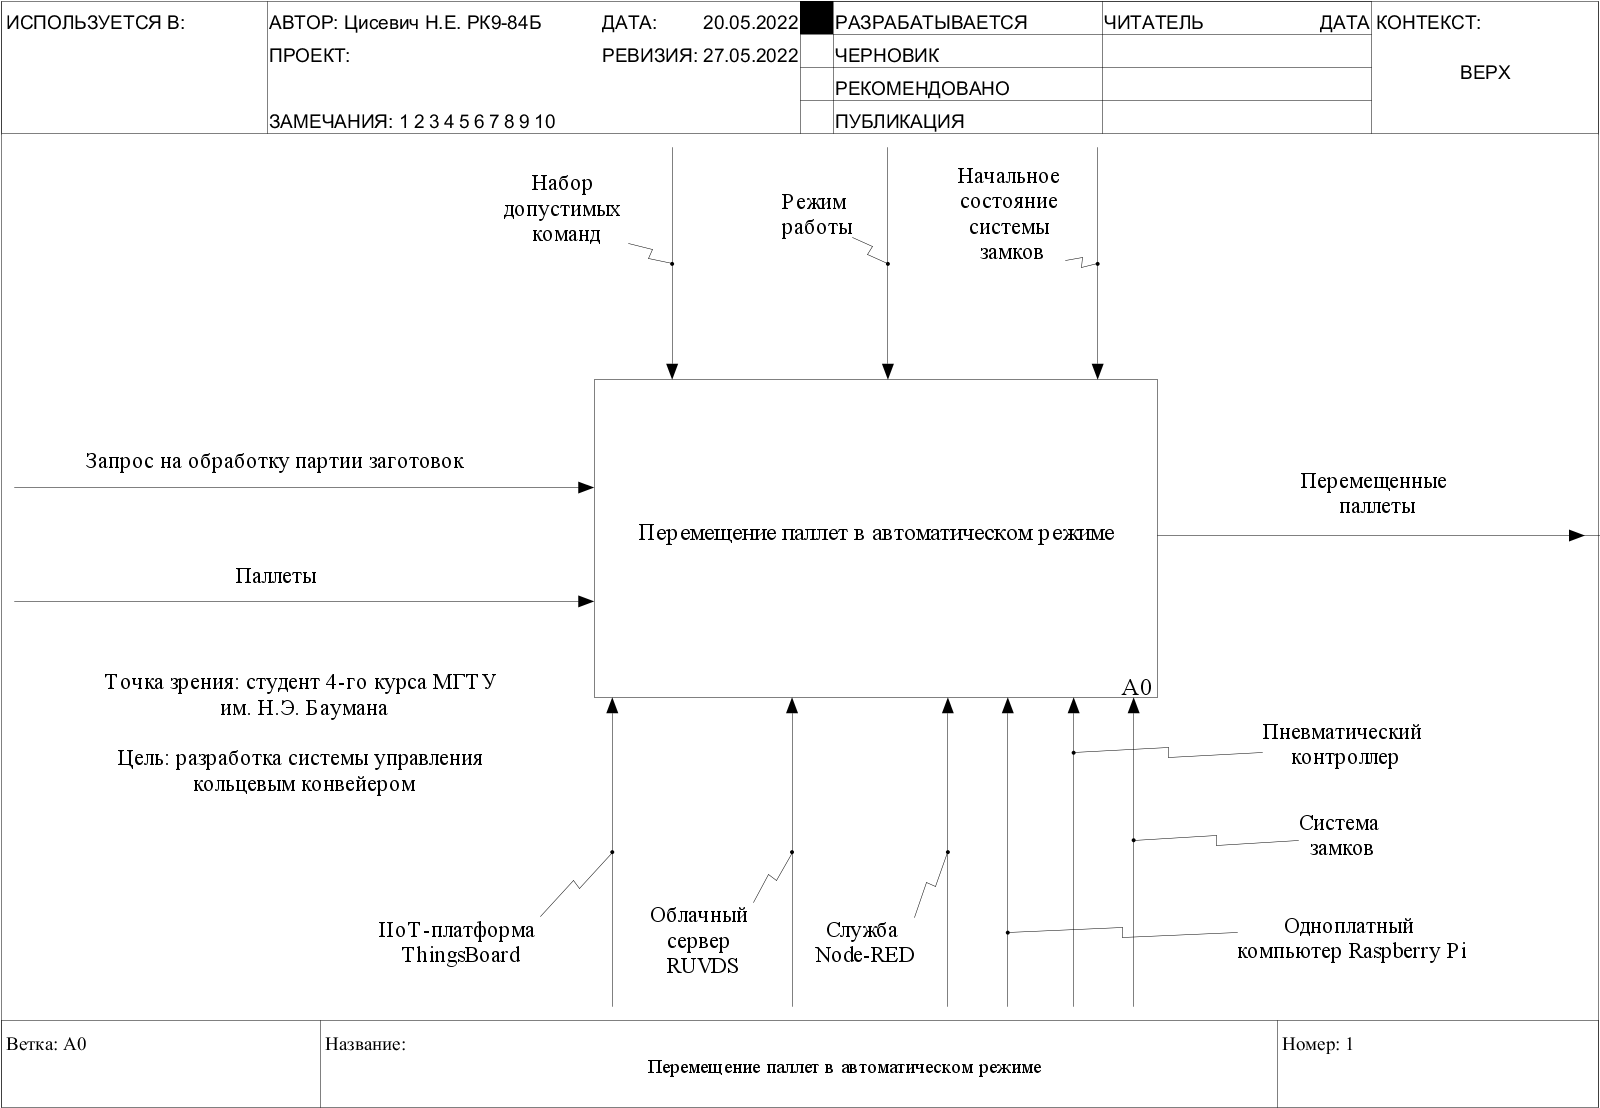 ИСПОЛЬЗУЕТСЯ В:
АВТОР: Цисевич Н.Е. РК9-84Б
ДАТА: 20.05.2022
ПРОЕКТ:
РЕВИЗИЯ: 27.05.2022
ЗАМЕЧАНИЯ: 1 2 3 4 5 6 7 8 9 10
РАЗРАБАТЫВАЕТСЯ
ЧЕРНОВИК
РЕКОМЕНДОВАНО
ПУБЛИКАЦИЯ
ЧИТАТЕЛЬ
ДАТА
КОНТЕКСТ:
ВЕРХ
Набор
допустимых
команд
Режим
работы
Начальное
состояние
системы
замков
Запрос на обработку партии заготовок
Паллеты
Перемещение паллет в автоматическом режиме
A0
Перемещенные
паллеты
Точка зрения: студент 4-го курса МГТУ
им. Н.Э. Баумана
Цель: разработка системы управления
кольцевым конвейером
IIoT-платформа
ThingsBoard
Облачный
сервер
RUVDS
Служба
Node-RED
Пневматический
контроллер
Система
замков
Одноплатный
компьютер Raspberry Pi
Ветка: A0
Название:
Перемещение паллет в автоматическом режиме
Номер: 1